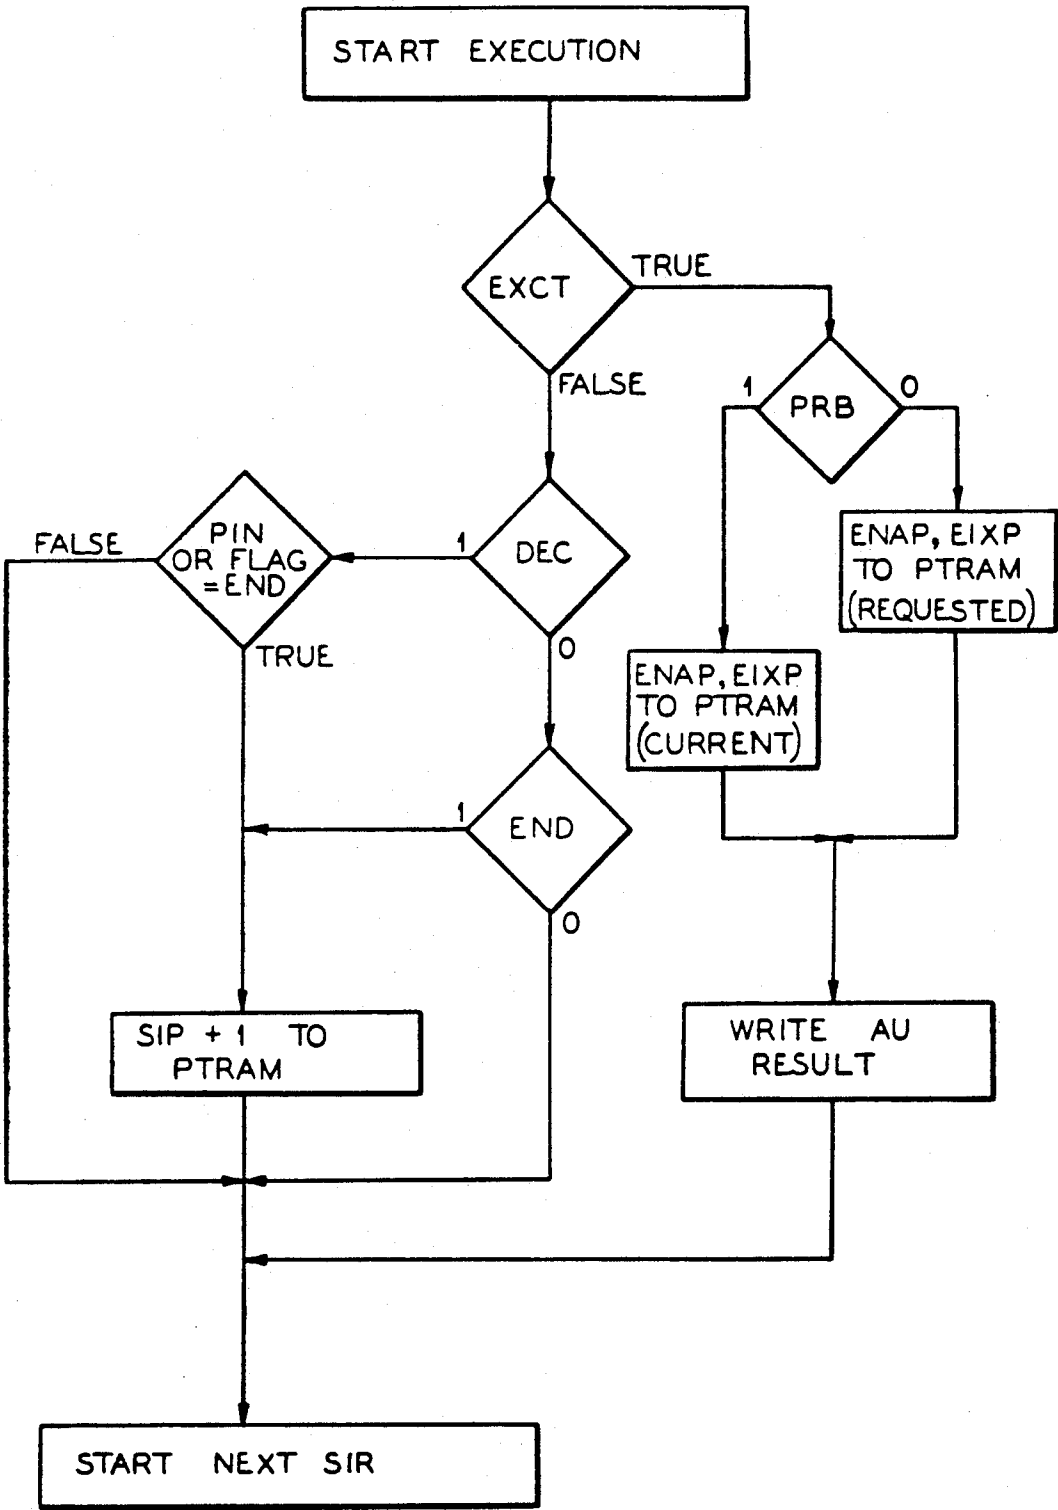 START EXECUTION
EXCT
TRUE
FALSE
1
PRB
0
ENAP, EIXP
TO PTRAM
(REQUESTED)
FALSE
PIN
OR FLAG
=END
TRUE
1
DEC
0
ENAP, EIXP
TO PTRAM
(CURRENT)
1
END
0
SIP + 1 TO
PTRAM
WRITE AU
RESULT
START NEXT SIR